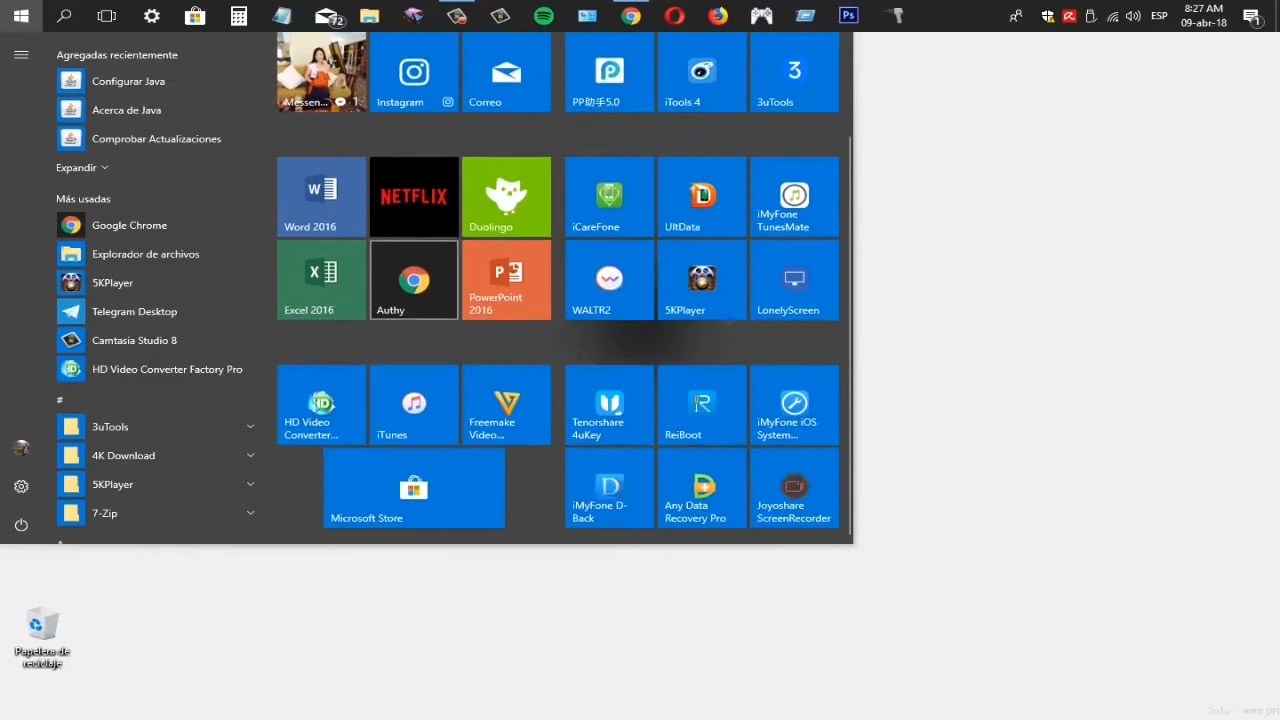 72
Ps
ESP
8:27 AM
09-abr-18
1
Agregadas recientemente
Configurar Java
Acerca de Java
Comprobar Actualizaciones
Expandir
Más usadas
Google Chrome
Explorador de archivos
5KPlayer
Telegram Desktop
Camtasia Studio 8
HD Video Converter Factory Pro
#
3uTools
4K Download
5KPlayer
7-Zip
Messen... 1
Instagram
Correo
PP助手5.0
iTools 4
3
3uTools
W
Word 2016
NETFLIX
Duolingo
iCareFone
UltData
iMyFone
TunesMate
X
Excel 2016
Authy
P
PowerPoint
2016
WALTR2
5KPlayer
LonelyScreen
HD Video
Converter...
iTunes
Freemake
Video...
Tenorshare
4uKey
ReiBoot
iMyFone iOS
System...
Microsoft Store
iMyFone D-
Back
Any Data
Recovery Pro
Joyoshare
ScreenRecorder
Papelera de
reciclaje